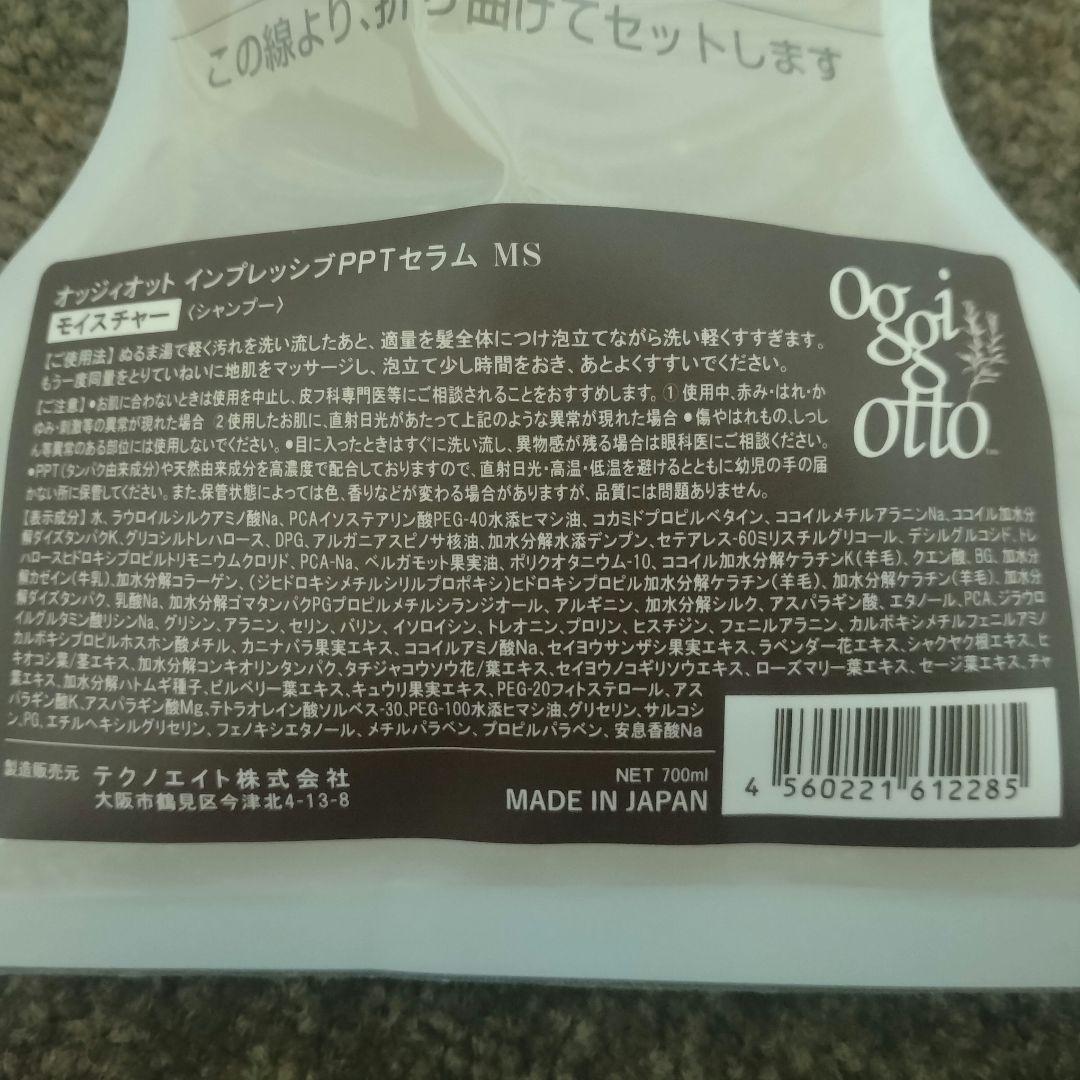 この線より、折り曲げてセットします
オッジィオット インプレッシブPPTセラム MS
モイスチャー 〈シャンプー〉
oggi
otto
【ご使用法】ぬるま湯で軽く汚れを洗い流したあと、適量を髪全体につけ泡立てながら洗い軽くすすぎます。
もう一度同量をとりていねいに地肌をマッサージし、泡立て少し時間をおき、あとよくすすいでください。
【ご注意】●お肌に合わないときは使用を中止し、皮フ科専門医等にご相談されることをおすすめします。① 使用中、赤み・はれ・か
ゆみ・刺激等の異常が現れた場合 ②使用したお肌に、直射日光があたって上記のような異常が現れた場合 ●傷やはれもの、しっし
ん等異常のある部位には使用しないでください。●目に入ったときはすぐに洗い流し、異物感が残る場合は眼科医にご相談ください。
●PPT(タンパク由来成分)や天然由来成分を高濃度で配合しておりますので、直射日光・高温・低温を避けるとともに幼児の手の届
かない所に保管してください。また、保管状態によっては色、香りなどが変わる場合がありますが、品質には問題ありません。
【表示成分】水、ラウロイルシルクアミノ酸Na、PCAイソステアリン酸PEG-40水添ヒマシ油、コカミドプロピルベタイン、ココイルメチルアラニンNa、ココイル加水分
解ダイズタンパクK、グリコシルトレハロース、DPG、アルガニアスピノサ核油、加水分解水添デンプン、セテアレス-60ミリスチルグリコール、デシルグルコシド、トレ
ハロースヒドロキシプロピルトリモニウムクロリド、PCA-Na、ベルガモット果実油、ポリクオタニウム-10、ココイル加水分解ケラチンK(羊毛)、クエン酸、BG、加水分
解カゼイン(牛乳)、加水分解コラーゲン、(ジヒドロキシメチルシリルプロポキシ)ヒドロキシプロピル加水分解ケラチン(羊毛)、加水分解ケラチン(羊毛)、加水分
解ダイズタンパク、乳酸Na、加水分解ゴマタンパクPGプロピルメチルシランジオール、アルギニン、加水分解シルク、アスパラギン酸、エタノール、PCA、ジラウロ
イルグルタミン酸リシンNa、グリシン、アラニン、セリン、バリン、イソロイシン、トレオニン、プロリン、ヒスチジン、フェニルアラニン、カルボキシメチルフェニルアミノ
カルボキシプロピルホスホン酸メチル、カニナバラ果実エキス、ココイルアミノ酸Na、セイヨウサンザシ果実エキス、ラベンダー花エキス、シャクヤク根エキス、ヒ
キオコシ葉/茎エキス、加水分解コンキオリンタンパク、タチジャコウソウ花/葉エキス、セイヨウノコギリソウエキス、ローズマリー葉エキス、セージ葉エキス、チャ
葉エキス、加水分解ハトムギ種子、ビルベリー葉エキス、キュウリ果実エキス、PEG-20フィトステロール、アス
パラギン酸K、アスパラギン酸Mg、テトラオレイン酸ソルベス-30、PEG-100水添ヒマシ油、グリセリン、サルコシ
ン、PG、エチルヘキシルグリセリン、フェノキシエタノール、メチルパラベン、プロピルパラベン、安息香酸Na
製造販売元 テクノエイト株式会社
大阪市鶴見区今津北4-13-8
NET 700ml
MADE IN JAPAN
4 560221 612285